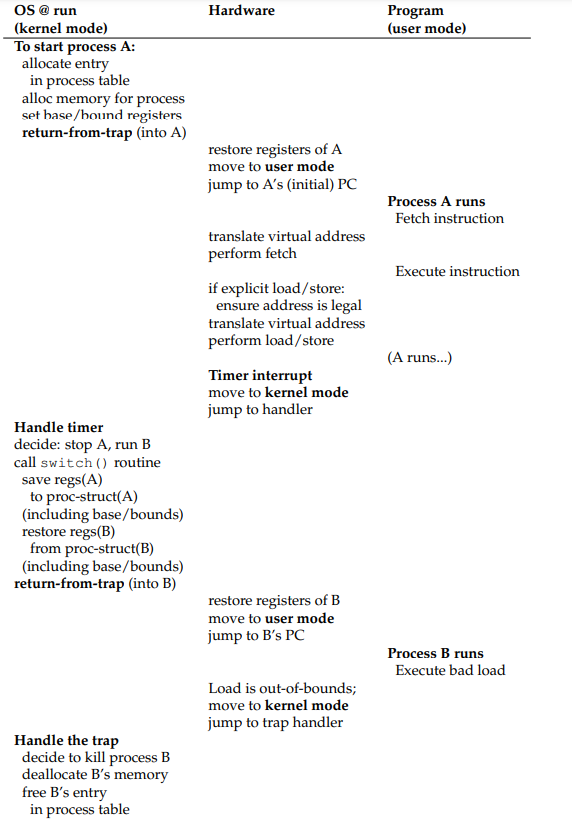 OS @ run Hardware Program
(kernel mode) (user mode)
To start process A:
allocate entry
in process table
alloc memory for process
set base/bound registers
return-from-trap (into A)
restore registers of A
move to user mode
jump to A's (initial) PC
Process A runs
Fetch instruction
translate virtual address
perform fetch
Execute instruction
if explicit load/store:
ensure address is legal
translate virtual address
perform load/store
(A runs...)
Timer interrupt
move to kernel mode
jump to handler
Handle timer
decide: stop A, run B
call switch() routine
save regs(A)
to proc-struct(A)
(including base/bounds)
restore regs(B)
from proc-struct(B)
(including base/bounds)
return-from-trap (into B)
restore registers of B
move to user mode
jump to B's PC
Process B runs
Execute bad load
Load is out-of-bounds;
move to kernel mode
jump to trap handler
Handle the trap
decide to kill process B
deallocate B's memory
free B's entry
in process table